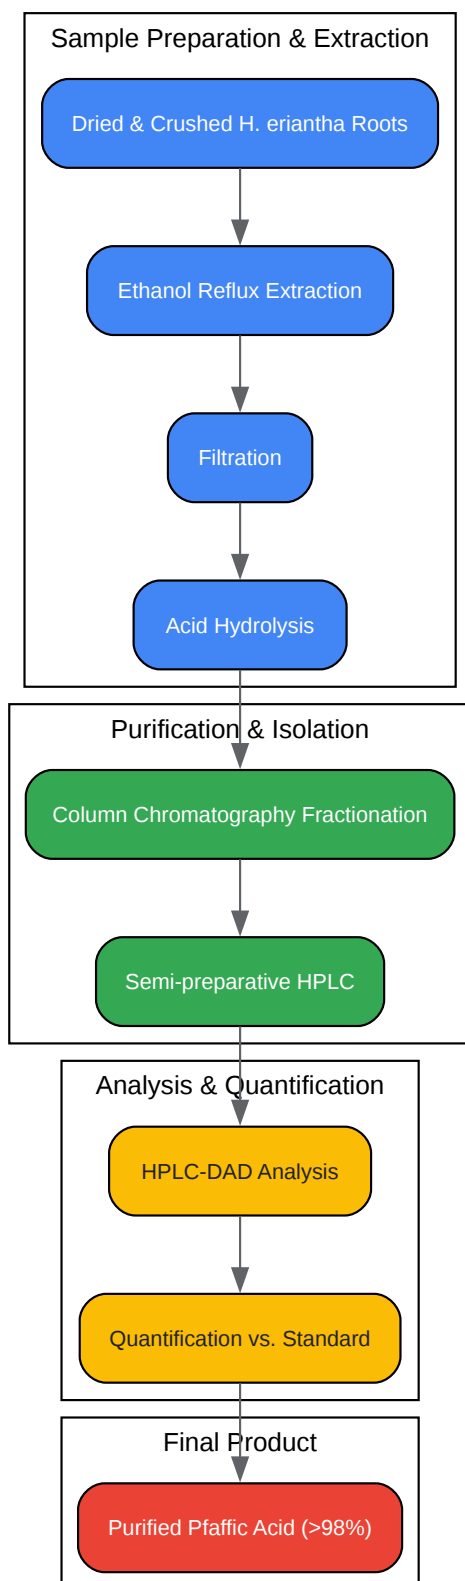 Sample Preparation & Extraction
Dried & Crushed H. eriantha Roots
Ethanol Reflux Extraction
Filtration
Acid Hydrolysis
Purification & Isolation
Column Chromatography Fractionation
Semi-preparative HPLC
Analysis & Quantification
HPLC-DAD Analysis
Quantification vs. Standard
Final Product
Purified Pfaffic Acid (>98%)